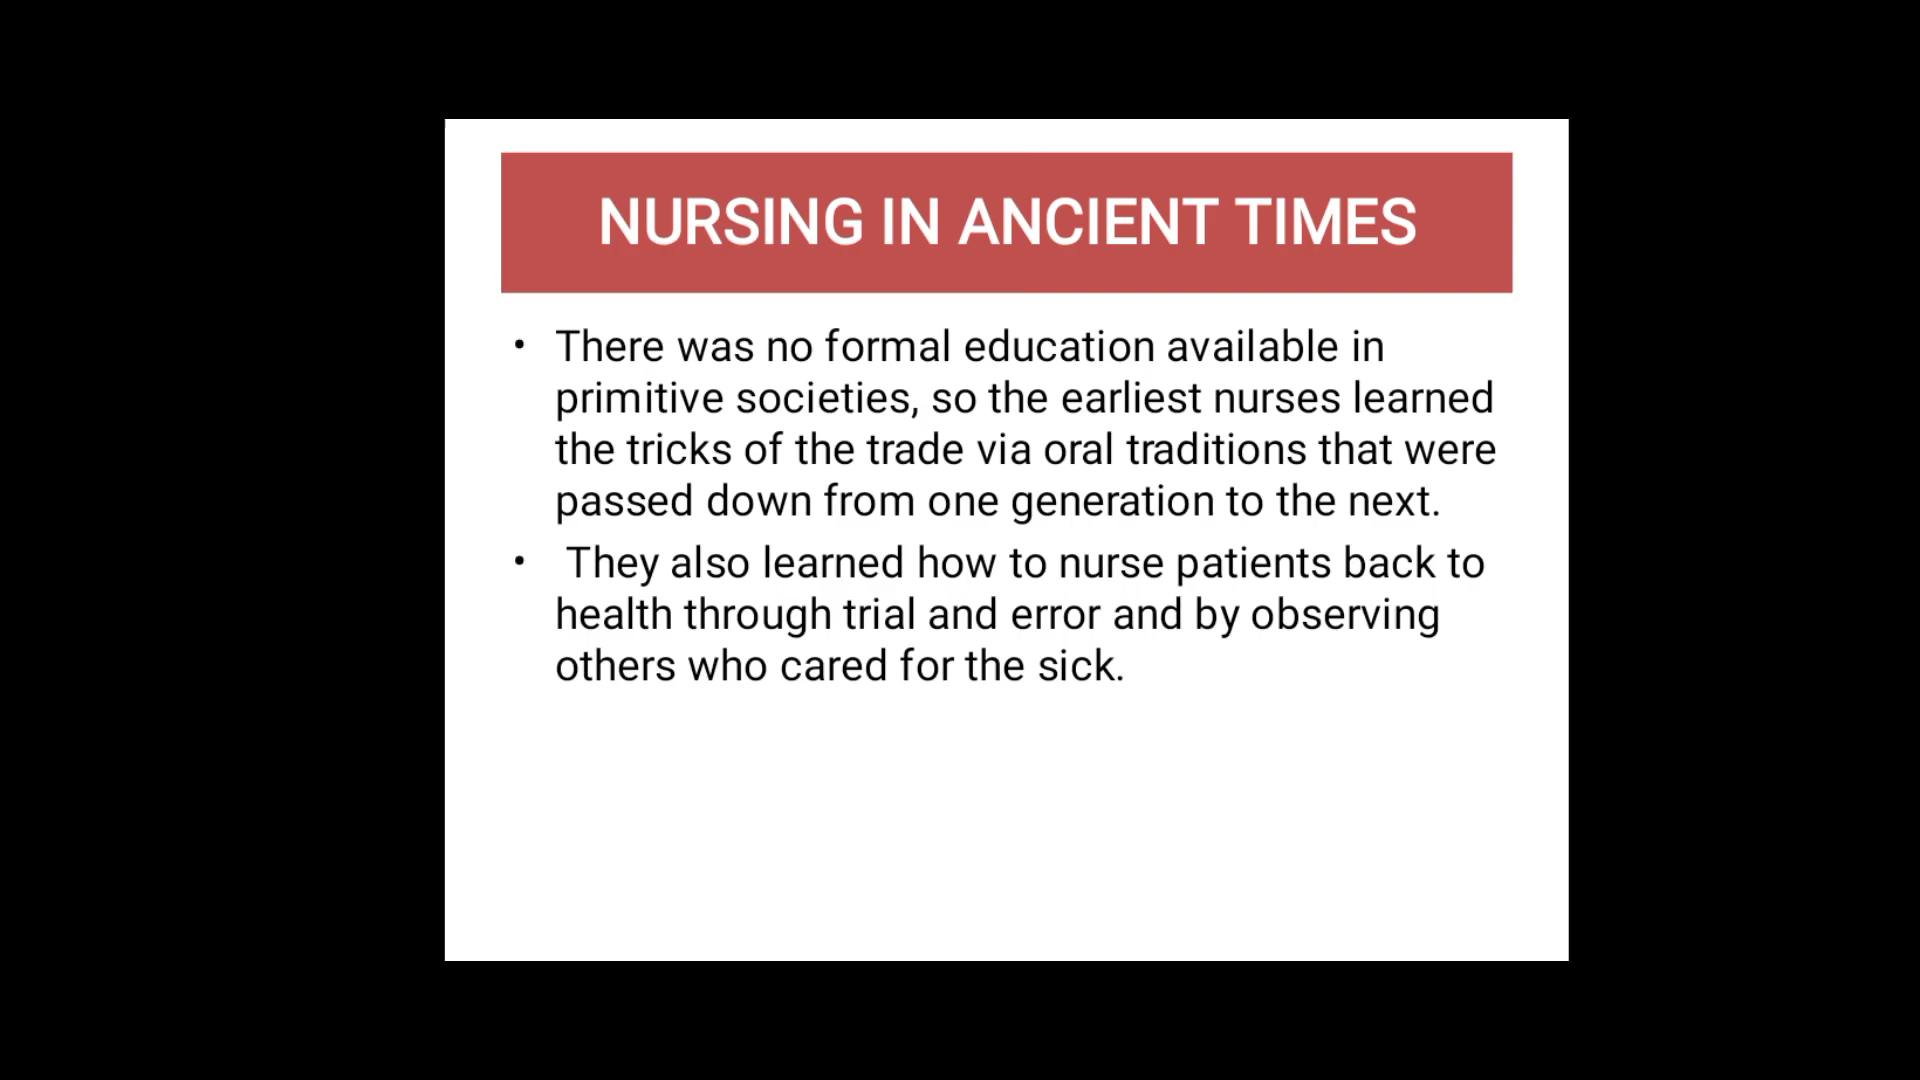 NURSING IN ANCIENT TIMES
• There was no formal education available in
primitive societies, so the earliest nurses learned
the tricks of the trade via oral traditions that were
passed down from one generation to the next.
• They also learned how to nurse patients back to
health through trial and error and by observing
others who cared for the sick.